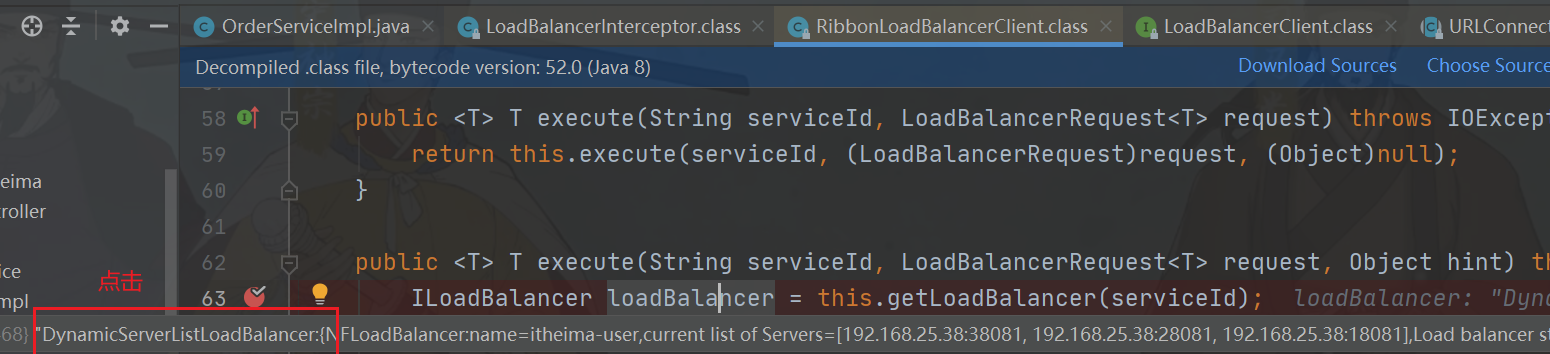 OrderServiceImpl.java LoadBalancerInterceptor.class RibbonLoadBalancerClient.class LoadBalancerClient.class URLConnect
Decompiled .class file, bytecode version: 52.0 (Java 8) Download Sources Choose Source
58 public <T> T execute(String serviceId, LoadBalancerRequest<T> request) throws IOExcept
59 return this.execute(serviceId, (LoadBalancerRequest)request, (Object)null);
eima
60 }
roller
61
62 public <T> T execute(String serviceId, LoadBalancerRequest<T> request, Object hint) th
ice
点击
mpl
63 ILoadBalancer loadBalancer = this.getLoadBalancer(serviceId); loadBalancer: "Dyna
68} "DynamicServerListLoadBalancer:{NFLoadBalancer:name=itheima-user,current list of Servers=[192.168.25.38:38081, 192.168.25.38:28081, 192.168.25.38:18081],Load balancer st